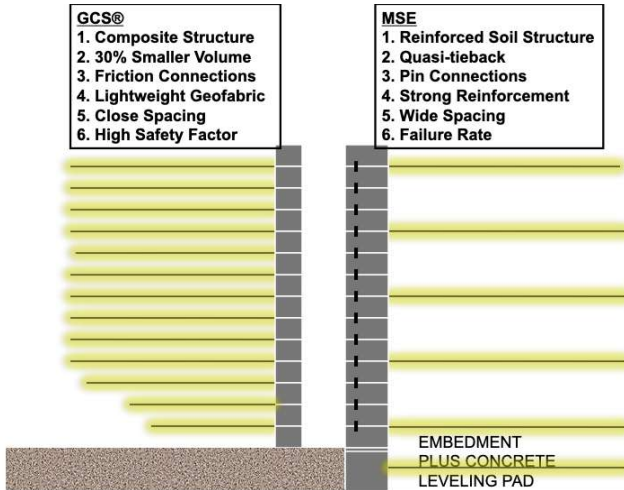 GCS®
1. Composite Structure
2. 30% Smaller Volume
3. Friction Connections
4. Lightweight Geofabric
5. Close Spacing
6. High Safety Factor
MSE
1. Reinforced Soil Structure
2. Quasi-tieback
3. Pin Connections
4. Strong Reinforcement
5. Wide Spacing
6. Failure Rate
EMBEDMENT
PLUS CONCRETE
LEVELING PAD